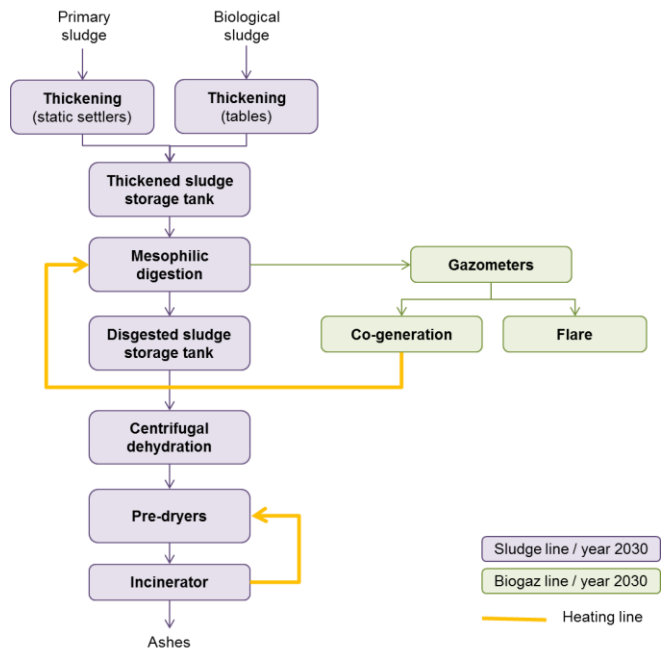 Primary
sludge
Biological
sludge
Thickening
(static settlers)
Thickening
(tables)
Thickened sludge
storage tank
Mesophilic
digestion
Gazometers
Disgested sludge
storage tank
Co-generation
Flare
Centrifugal
dehydration
Pre-dryers
Incinerator
Ashes
Sludge line / year 2030
Biogaz line / year 2030
Heating line